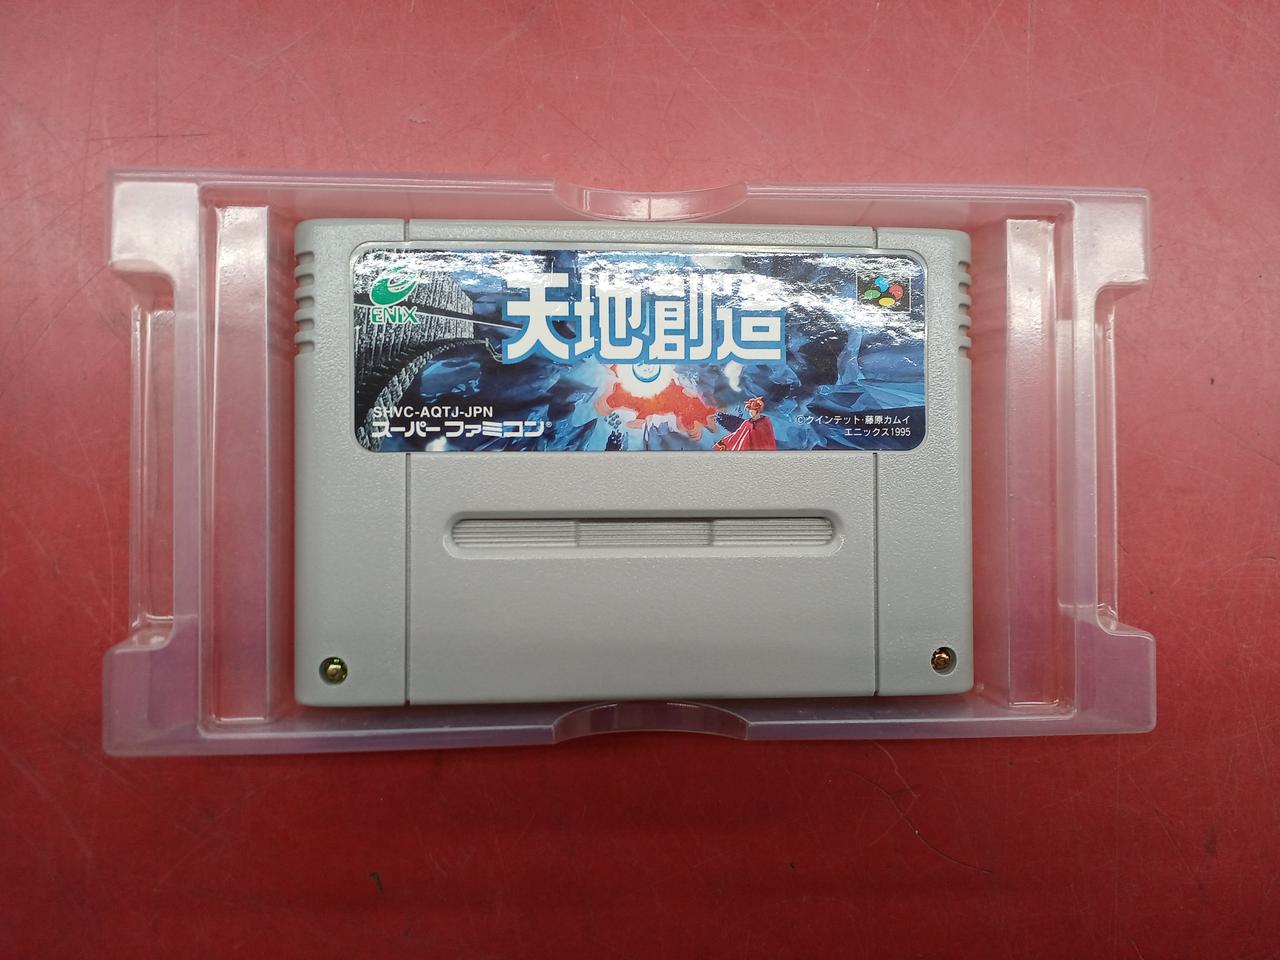 ENIX
天地創造
SHVC-AQTJ-JPN
スーパーファミコン®
©クインテット・藤原カムイ
エニックス1995